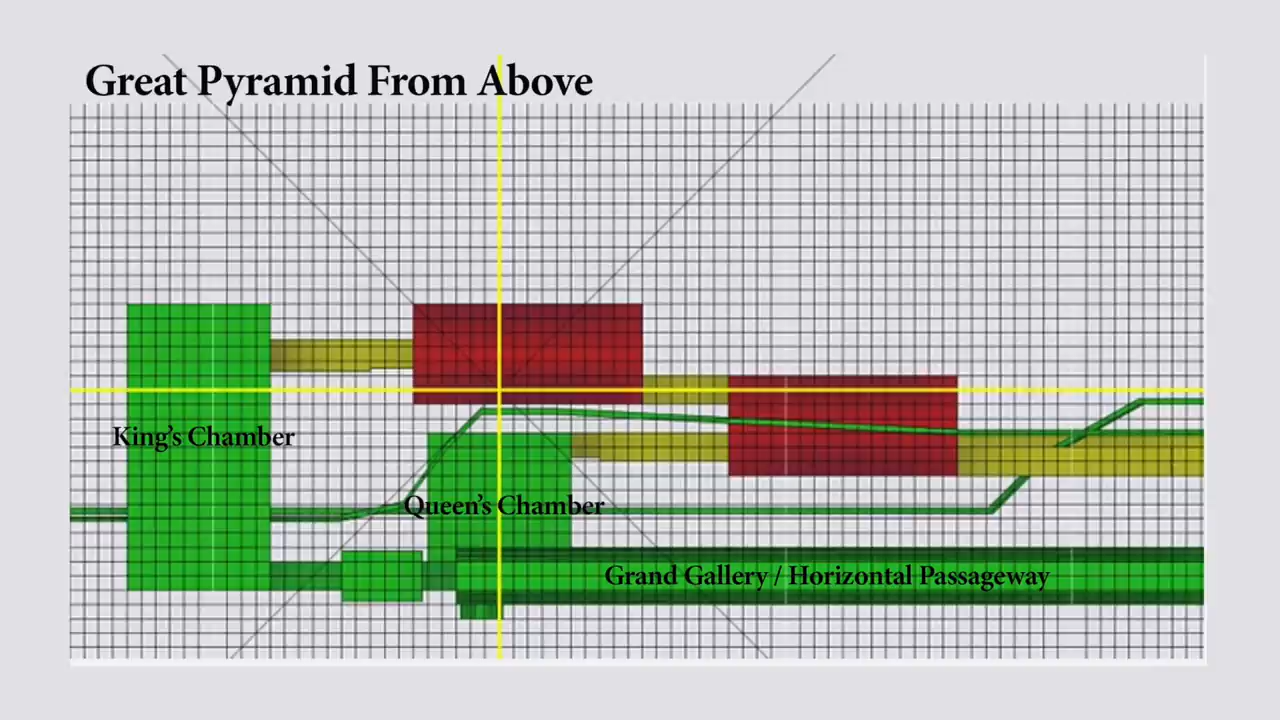 Great Pyramid From Above
King's Chamber
Queen's Chamber
Grand Gallery / Horizontal Passageway